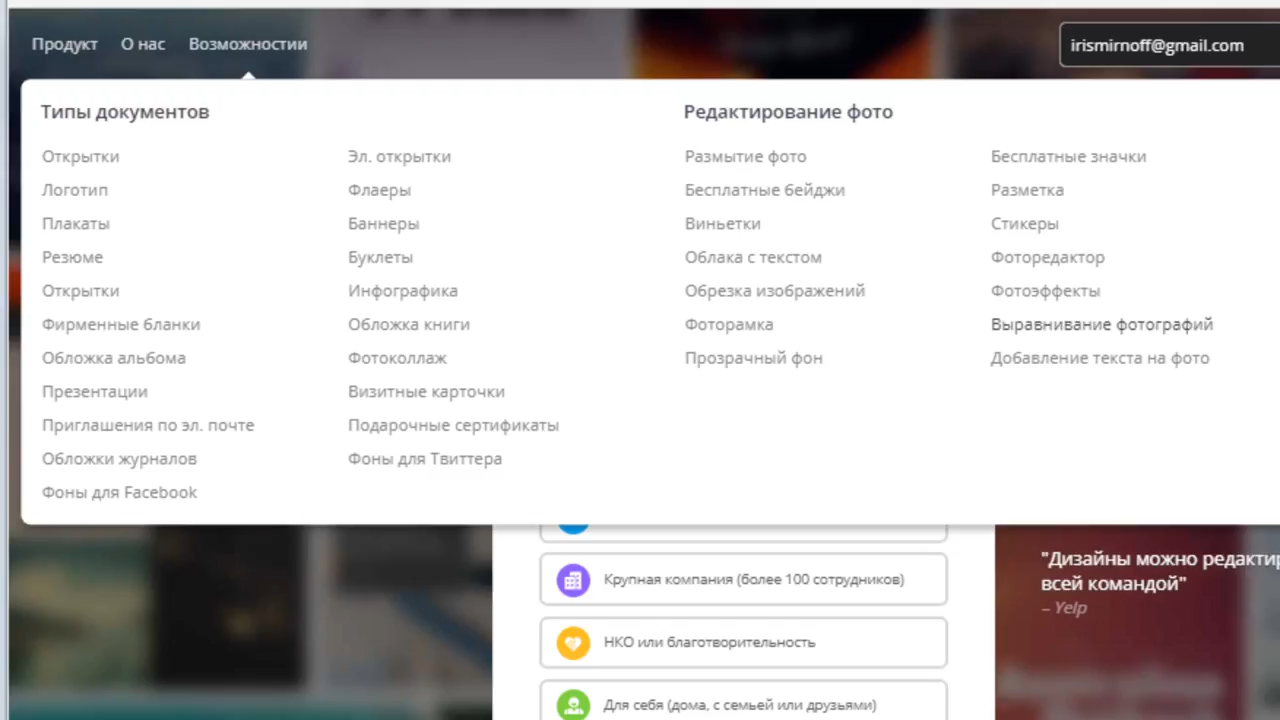 Продукт О нас Возможностии
irismirnoff@gmail.com
Типы документов
Открытки
Логотип
Плакаты
Резюме
Открытки
Фирменные бланки
Обложка альбома
Презентации
Приглашения по эл. почте
Обложки журналов
Фоны для Facebook
Эл. открытки
Флаеры
Баннеры
Буклеты
Инфографика
Обложка книги
Фотоколлаж
Визитные карточки
Подарочные сертификаты
Фоны для Твиттера
Редактирование фото
Размытие фото
Бесплатные бейджи
Виньетки
Облака с текстом
Обрезка изображений
Фоторамка
Прозрачный фон
Бесплатные значки
Разметка
Стикеры
Фоторедактор
Фотоэффекты
Выравнивание фотографий
Добавление текста на фото
Крупная компания (более 100 сотрудников)
НКО или благотворительность
Для себя (дома, с семьей или друзьями)
"Дизайны можно редактир
всей командой"
– Yelp